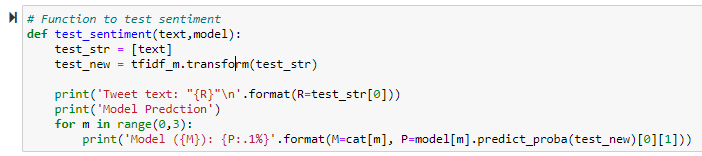 # Function to test sentiment
def test_sentiment(text,model):
    test_str = [text]
    test_new = tfidf_m.transform(test_str)
    print('Tweet text: "{R}"\n'.format(R=test_str[0]))
    print('Model Predction')
    for m in range(0,3):
        print('Model ({M}): {P:.1%}'.format(M=cat[m], P=model[m].predict_proba(test_new)[0][1]))